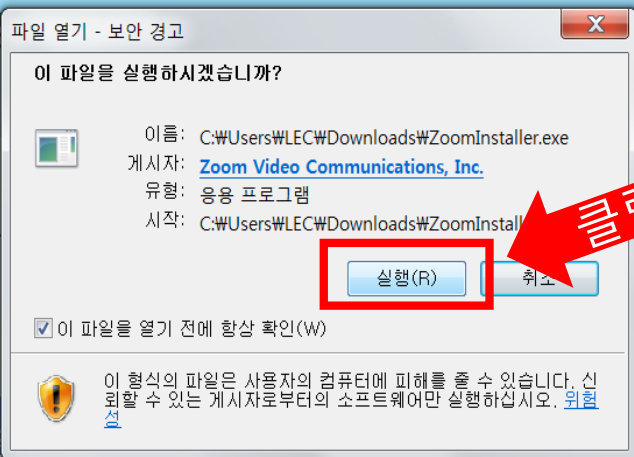 파일 열기 - 보안 경고
이 파일을 실행하시겠습니까?
이름: C:₩Users₩LEC₩Downloads₩ZoomInstaller.exe
게시자: Zoom Video Communications, Inc.
유형: 응용 프로그램
시작: C:₩Users₩LEC₩Downloads₩ZoomInstall
실행(R)
취소
이 파일을 열기 전에 항상 확인(W)
이 형식의 파일은 사용자의 컴퓨터에 피해를 줄 수 있습니다. 신
뢰할 수 있는 게시자로부터의 소프트웨어만 실행하십시오. 위험
성